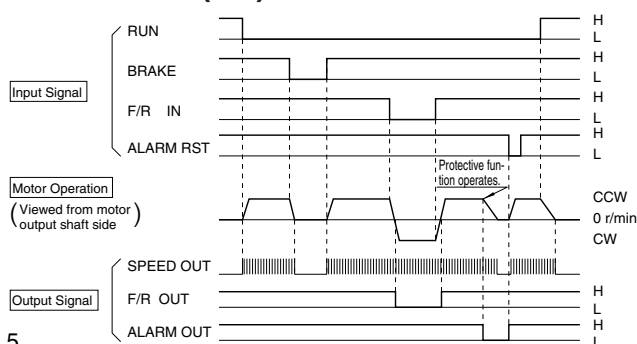 RUN
H
L
BRAKE
H
L
Input Signal
F/R IN
H
L
ALARM RST
H
L
Protective fun-
tion operates.
Motor Operation
(Viewed from motor
output shaft side)
CCW
0 r/min
CW
SPEED OUT
Output Signal
F/R OUT
H
L
ALARM OUT
H
L
5